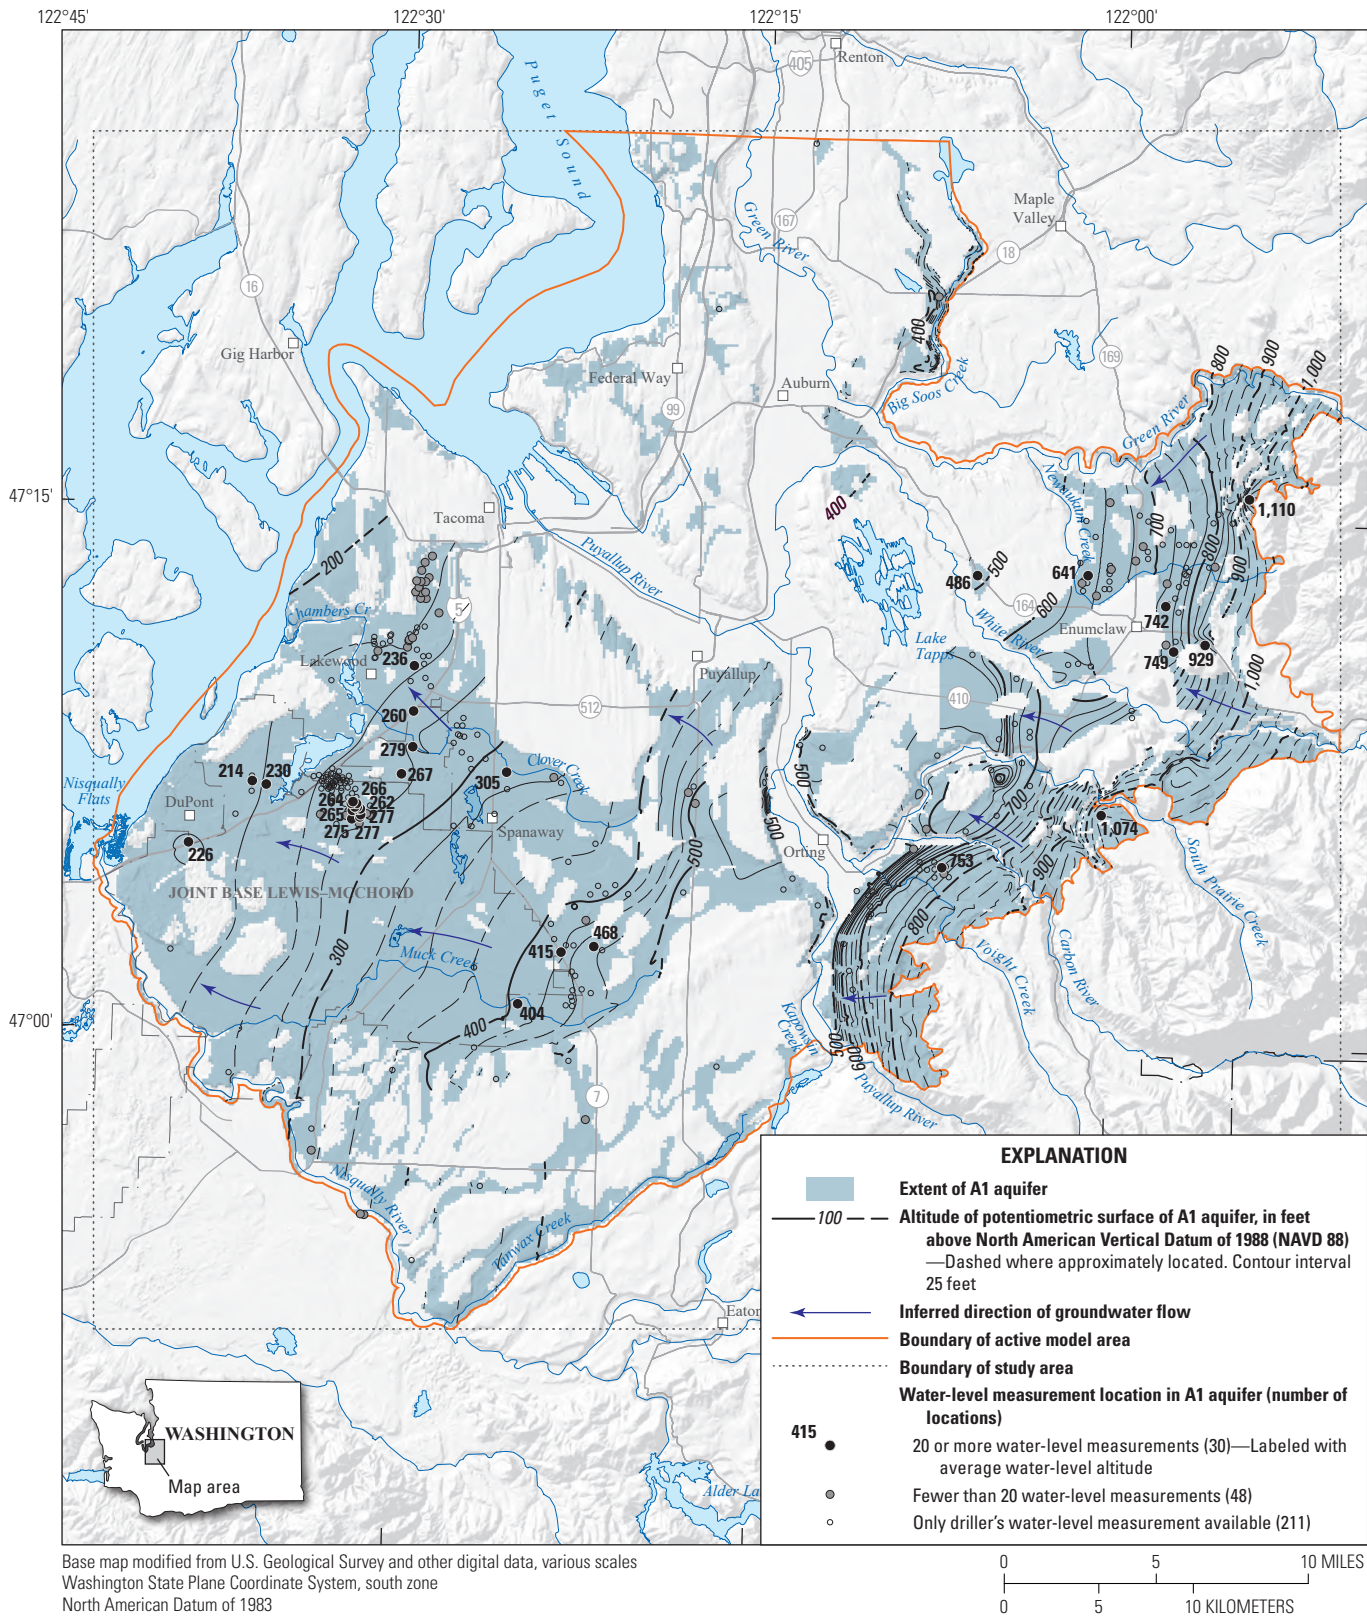 122°45' 122°30' 122°15' 122°00'
Puget Sound
405
Renton
Maple
Valley
Green River
167
18
16
Gig Harbor
400
169
800
900
1,000
Federal Way
Auburn
99
Big Soos Creek
Green River
47°15'
Newaukum Creek
400
700
1,110
Tacoma
200
Puyallup River
500
486
641
800
900
Chambers Cr
5
164
600
742
Enumclaw
White River
Lakewood
236
Lake
Tapps
749
929
Puyallup
1,000
260
512
410
279
Clover Creek
214
230
267
305
500
Nisqually
Flats
266
264
262
DuPont
265
277
700
275
277
Spanaway
500
1,074
226
500
Orting
753
900
South Prairie Creek
JOINT BASE LEWIS–MCCHORD
800
300
468
415
Muck Creek
Voight Creek
Carbon River
404
47°00'
400
Kapowsin
Creek
500
600
Puyallup River
7
Nisqually River
Tanwax Creek
Eaton
Alder La
WASHINGTON
Map area
EXPLANATION
Extent of A1 aquifer
100 Altitude of potentiometric surface of A1 aquifer, in feet
above North American Vertical Datum of 1988 (NAVD 88)
—Dashed where approximately located. Contour interval
25 feet
Inferred direction of groundwater flow
Boundary of active model area
Boundary of study area
Water-level measurement location in A1 aquifer (number of
locations)
415 20 or more water-level measurements (30)—Labeled with
average water-level altitude
Fewer than 20 water-level measurements (48)
Only driller's water-level measurement available (211)
Base map modified from U.S. Geological Survey and other digital data, various scales
Washington State Plane Coordinate System, south zone
North American Datum of 1983
0 5 10 MILES
0 5 10 KILOMETERS